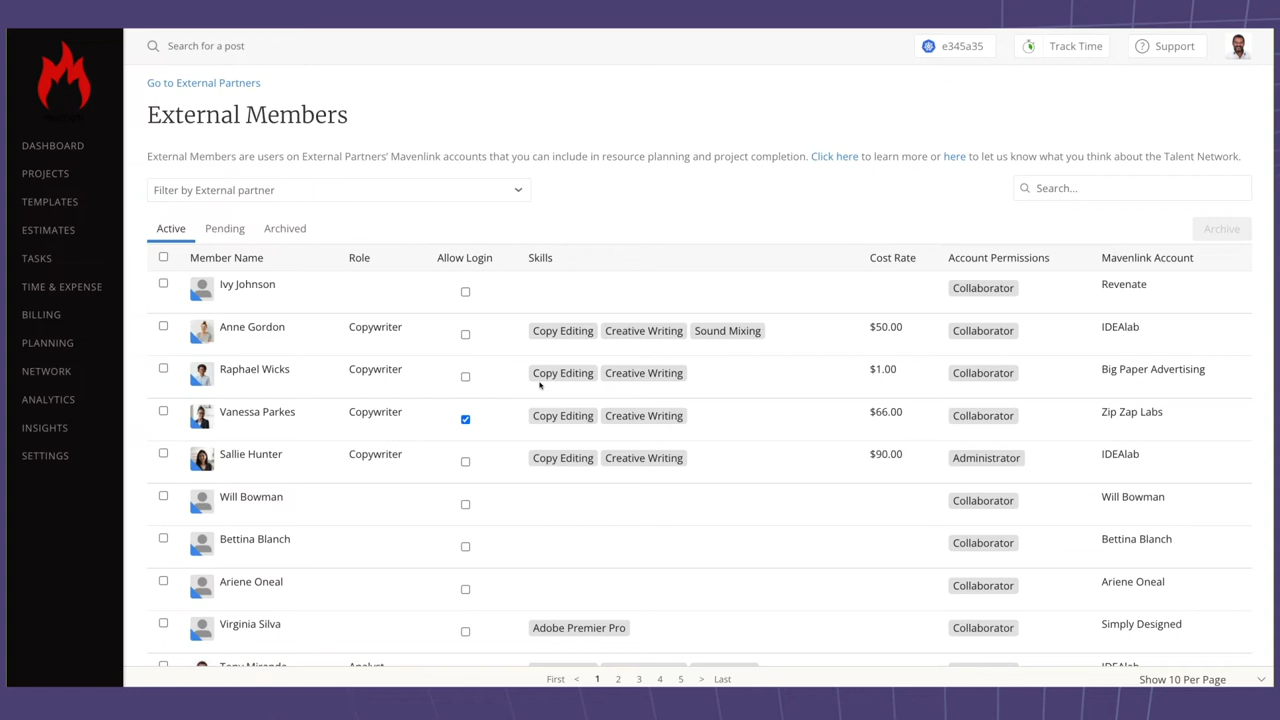 Search for a post
e345a35
Track Time
Support
DASHBOARD
PROJECTS
TEMPLATES
ESTIMATES
TASKS
TIME & EXPENSE
BILLING
PLANNING
NETWORK
ANALYTICS
INSIGHTS
SETTINGS
Go to External Partners
External Members
External Members are users on External Partners' Mavenlink accounts that you can include in resource planning and project completion. Click here to learn more or here to let us know what you think about the Talent Network.
Filter by External partner
Search...
Active Pending Archived
Archive
Member Name Role Allow Login Skills Cost Rate Account Permissions Mavenlink Account
Ivy Johnson Collaborator Revenate
Anne Gordon Copywriter Copy Editing Creative Writing Sound Mixing $50.00 Collaborator IDEAlab
Raphael Wicks Copywriter Copy Editing Creative Writing $1.00 Collaborator Big Paper Advertising
Vanessa Parkes Copywriter Copy Editing Creative Writing $66.00 Collaborator Zip Zap Labs
Sallie Hunter Copywriter Copy Editing Creative Writing $90.00 Administrator IDEAlab
Will Bowman Collaborator Will Bowman
Bettina Blanch Collaborator Bettina Blanch
Ariene Oneal Collaborator Ariene Oneal
Virginia Silva Adobe Premier Pro Collaborator Simply Designed
First < 1 2 3 4 5 > Last
Show 10 Per Page